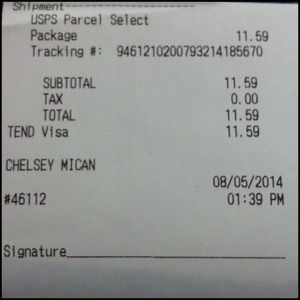 Shipment--------------------
USPS Parcel Select
Package 11.59
Tracking #: 9461210200793214185670
SUBTOTAL 11.59
TAX 0.00
TOTAL 11.59
TEND Visa 11.59
CHELSEY MICAN
08/05/2014
#46112 01:39 PM
Signature____________________